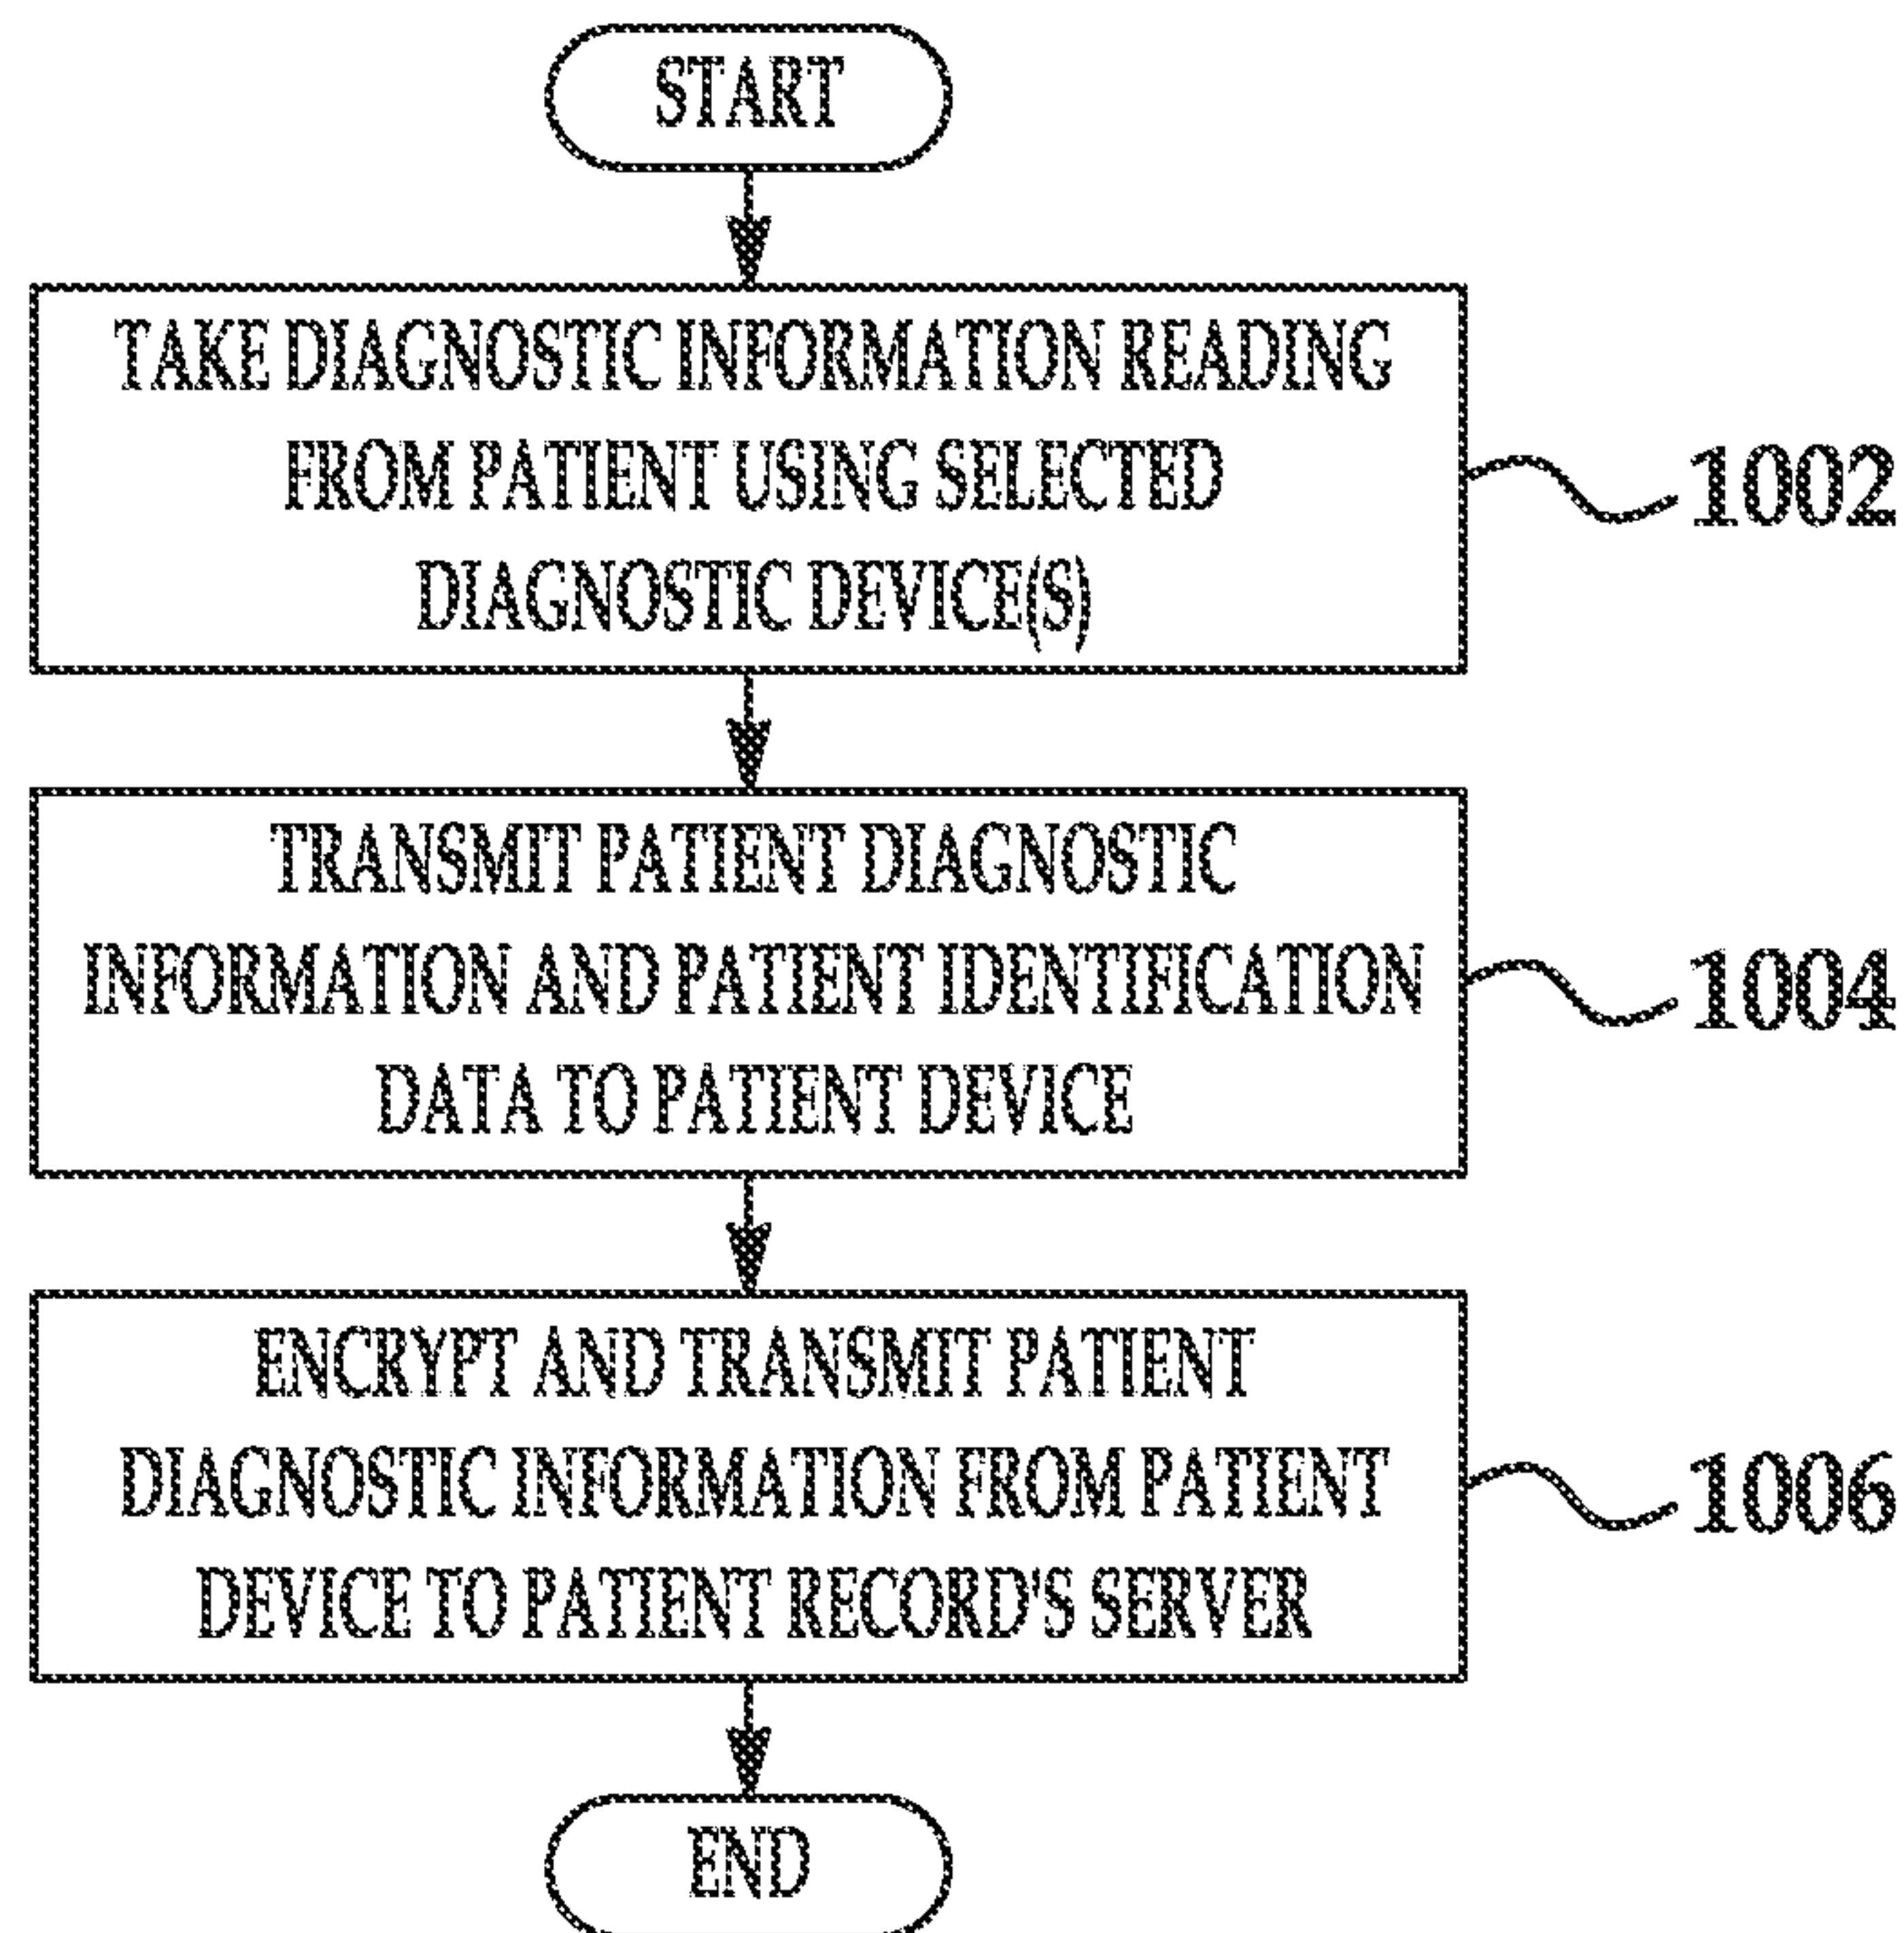 START
TAKE DIAGNOSTIC INFORMATION READING
FROM PATIENT USING SELECTED
DIAGNOSTIC DEVICE(S)
1002
TRANSMIT PATIENT DIAGNOSTIC
INFORMATION AND PATIENT IDENTIFICATION
DATA TO PATIENT DEVICE
1004
ENCRYPT AND TRANSMIT PATIENT
DIAGNOSTIC INFORMATION FROM PATIENT
DEVICE TO PATIENT RECORD'S SERVER
1006
END